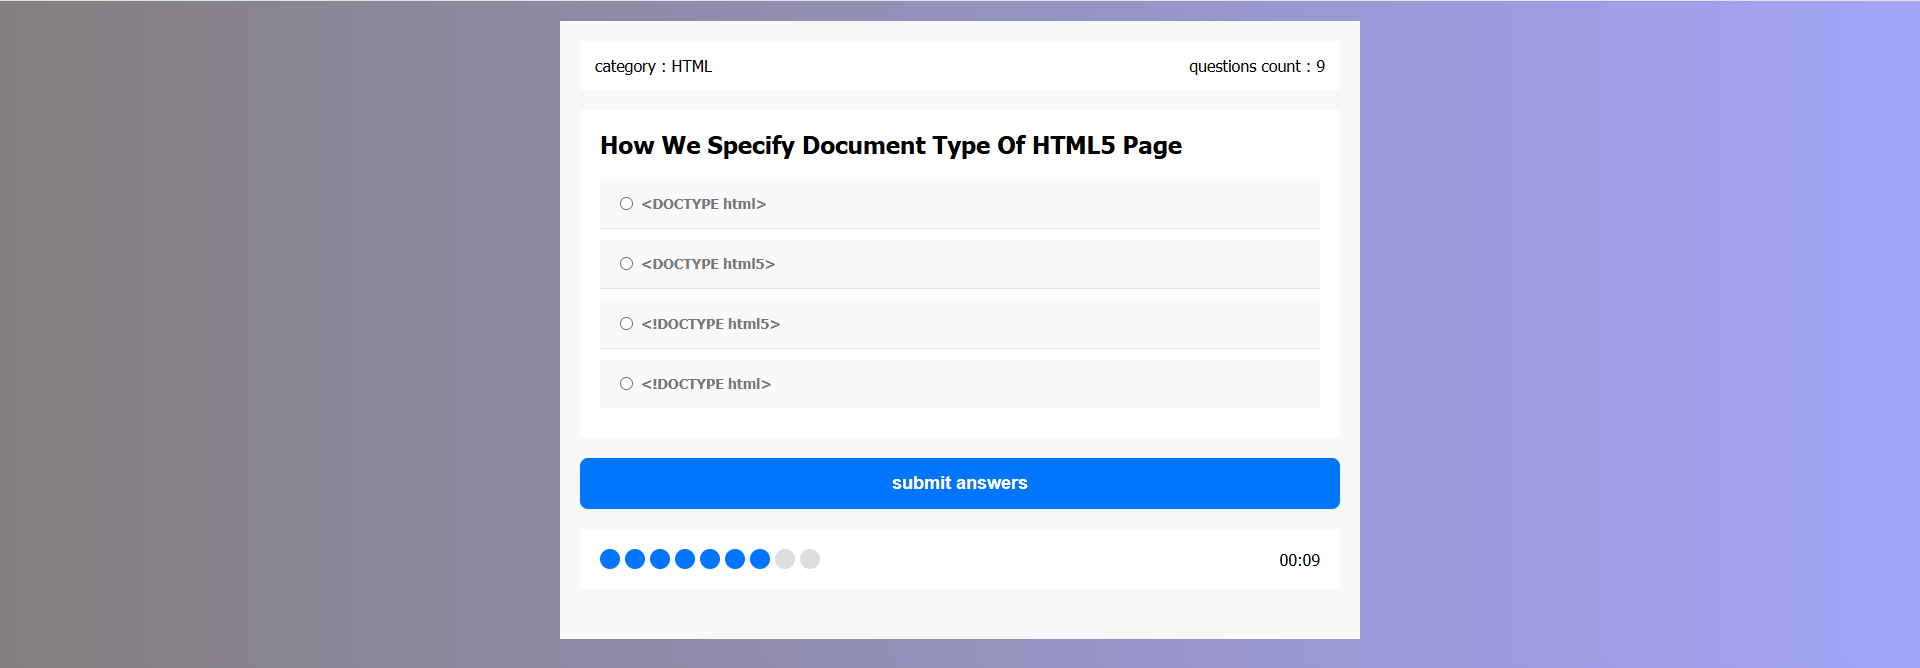 category : HTML
questions count : 9
How We Specify Document Type Of HTML5 Page
<DOCTYPE html>
<DOCTYPE html5>
<!DOCTYPE html5>
<!DOCTYPE html>
submit answers
00:09